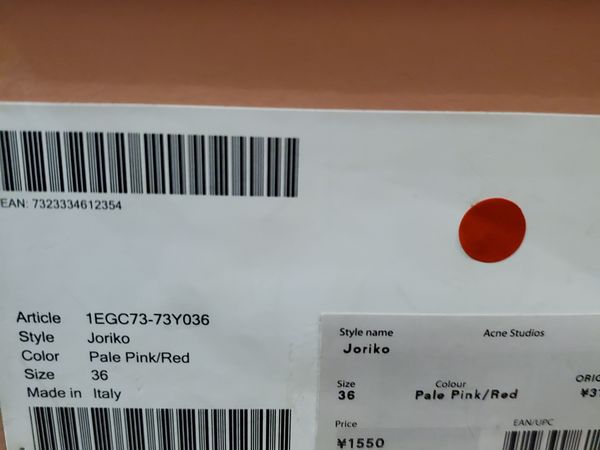 EAN: 7323334612354
Article 1EGC73-73Y036
Style Joriko
Color Pale Pink/Red
Size 36
Made in Italy
Style name Acne Studios
Joriko
Size Colour
36 Pale Pink/Red
Price EAN/UPC
¥1550